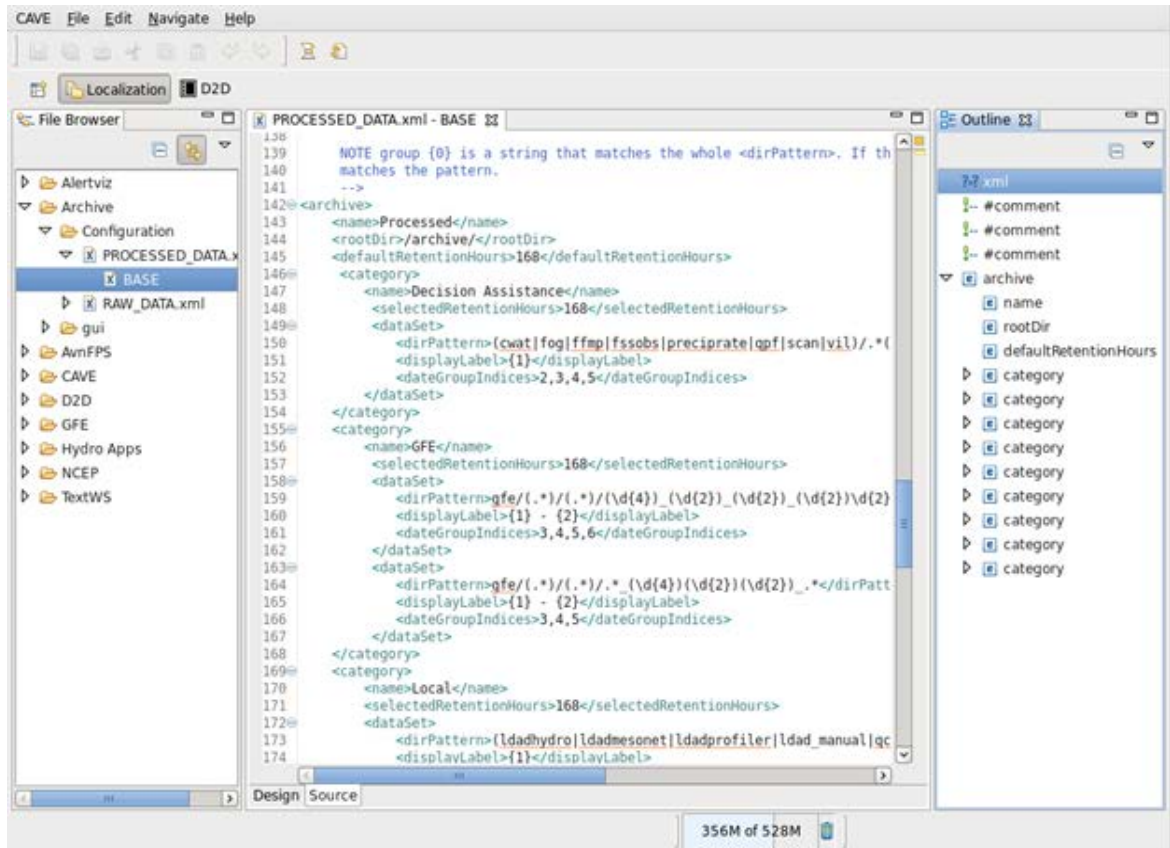 CAVE File Edit Navigate Help
Localization D2D
File Browser
Alertviz
Archive
Configuration
PROCESSED_DATA.x
BASE
RAW_DATA.xml
gui
AvnFPS
CAVE
D2D
GFE
Hydro Apps
NCEP
TextWS
PROCESSED_DATA.xml - BASE
138
139 NOTE group {0} is a string that matches the whole <dirPattern>. If th
140 matches the pattern.
141 -->
142 <archive>
143 <name>Processed</name>
144 <rootDir>/archive/</rootDir>
145 <defaultRetentionHours>168</defaultRetentionHours>
146 <category>
147 <name>Decision Assistance</name>
148 <selectedRetentionHours>168</selectedRetentionHours>
149 <dataSet>
150 <dirPattern>(cwat|fog|ffmp|fssobs|preciprate|qpf|scan|vil)/.*(
151 <displayLabel>{1}</displayLabel>
152 <dateGroupIndices>2,3,4,5</dateGroupIndices>
153 </dataSet>
154 </category>
155 <category>
156 <name>GFE</name>
157 <selectedRetentionHours>168</selectedRetentionHours>
158 <dataSet>
159 <dirPattern>gfe/(.*)/(.*)/(\d{4})_(\d{2})_(\d{2})_(\d{2})\d{2}
160 <displayLabel>{1} - {2}</displayLabel>
161 <dateGroupIndices>3,4,5,6</dateGroupIndices>
162 </dataSet>
163 <dataSet>
164 <dirPattern>gfe/(.*)/(.*)/.*_(\d{4})(\d{2})(\d{2})_.*</dirPatt
165 <displayLabel>{1} - {2}</displayLabel>
166 <dateGroupIndices>3,4,5</dateGroupIndices>
167 </dataSet>
168 </category>
169 <category>
170 <name>Local</name>
171 <selectedRetentionHours>168</selectedRetentionHours>
172 <dataSet>
173 <dirPattern>(ldadhydro|ldadmesonet|ldadprofiler|ldad_manual|qc
174 <displayLabel>{1}</displayLabel>
Design Source
Outline
?-? xml
#comment
#comment
#comment
archive
name
rootDir
defaultRetentionHours
category
category
category
category
category
category
category
category
category
356M of 528M